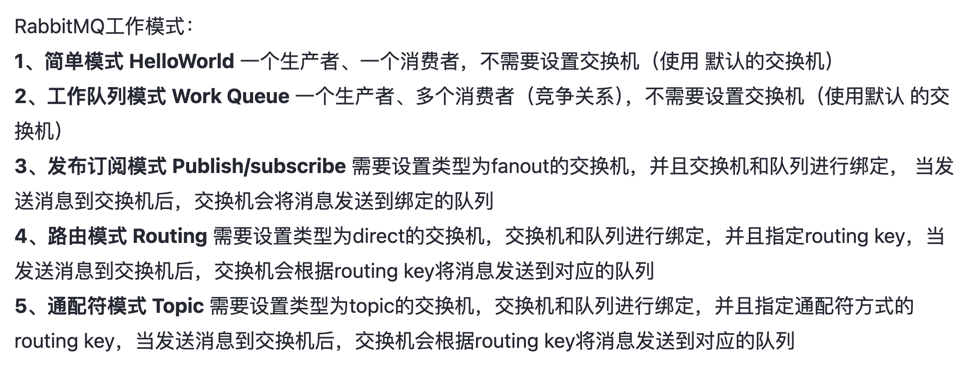 RabbitMQ工作模式：
1、简单模式 HelloWorld 一个生产者、一个消费者，不需要设置交换机（使用 默认的交换机）
2、工作队列模式 Work Queue 一个生产者、多个消费者（竞争关系），不需要设置交换机（使用默认 的交
换机）
3、发布订阅模式 Publish/subscribe 需要设置类型为fanout的交换机，并且交换机和队列进行绑定， 当发
送消息到交换机后，交换机会将消息发送到绑定的队列
4、路由模式 Routing 需要设置类型为direct的交换机，交换机和队列进行绑定，并且指定routing key，当
发送消息到交换机后，交换机会根据routing key将消息发送到对应的队列
5、通配符模式 Topic 需要设置类型为topic的交换机，交换机和队列进行绑定，并且指定通配符方式的
routing key，当发送消息到交换机后，交换机会根据routing key将消息发送到对应的队列